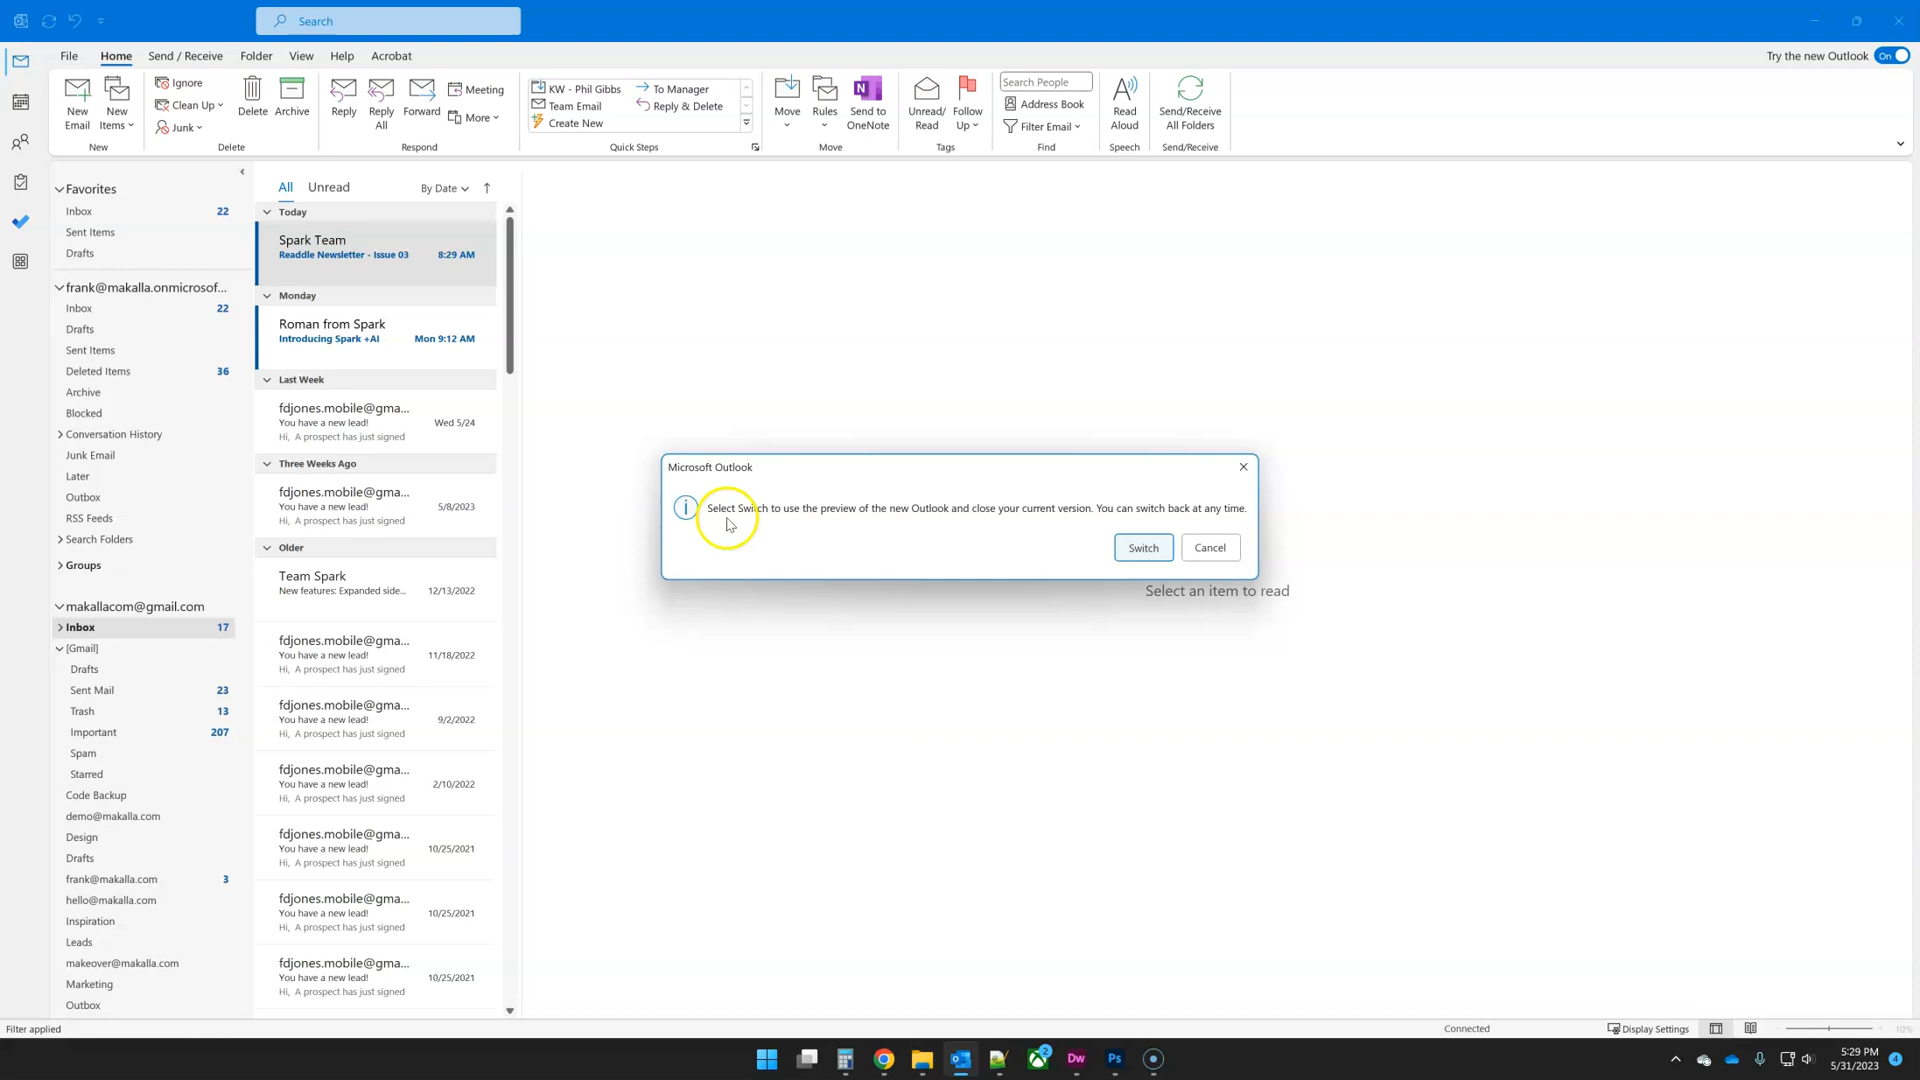 Search
File Home Send / Receive Folder View Help Acrobat
Try the new Outlook On
New Email
New Items
Ignore
Clean Up
Junk
Delete
Archive
Reply
Reply All
Forward
Meeting
More
KW - Phil Gibbs
Team Email
Create New
To Manager
Reply & Delete
Move
Rules
Send to OneNote
Unread/ Read
Follow Up
Search People
Address Book
Filter Email
Read Aloud
Send/Receive All Folders
New Delete Respond Quick Steps Move Tags Find Speech Send/Receive
Favorites
Inbox 22
Sent Items
Drafts
frank@makalla.onmicrosof...
Inbox 22
Drafts
Sent Items
Deleted Items 36
Archive
Blocked
Conversation History
Junk Email
Later
Outbox
RSS Feeds
Search Folders
Groups
makallacom@gmail.com
Inbox 17
[Gmail]
Drafts
Sent Mail 23
Trash 13
Important 207
Spam
Starred
Code Backup
demo@makalla.com
Design
Drafts
frank@makalla.com 3
hello@makalla.com
Inspiration
Leads
makeover@makalla.com
Marketing
Outbox
All Unread By Date
Today
Spark Team
Readdle Newsletter - Issue 03 8:29 AM
Monday
Roman from Spark
Introducing Spark +AI Mon 9:12 AM
Last Week
fdjones.mobile@gma...
You have a new lead! Wed 5/24
Hi, A prospect has just signed
Three Weeks Ago
fdjones.mobile@gma...
You have a new lead! 5/8/2023
Hi, A prospect has just signed
Older
Team Spark
New features: Expanded side... 12/13/2022
fdjones.mobile@gma...
You have a new lead! 11/18/2022
Hi, A prospect has just signed
fdjones.mobile@gma...
You have a new lead! 9/2/2022
Hi, A prospect has just signed
fdjones.mobile@gma...
You have a new lead! 2/10/2022
Hi, A prospect has just signed
fdjones.mobile@gma...
You have a new lead! 10/25/2021
Hi, A prospect has just signed
fdjones.mobile@gma...
You have a new lead! 10/25/2021
Hi, A prospect has just signed
fdjones.mobile@gma...
You have a new lead! 10/25/2021
Hi, A prospect has just signed
Microsoft Outlook
Select Switch to use the preview of the new Outlook and close your current version. You can switch back at any time.
Switch Cancel
Select an item to read
Filter applied
Connected
Display Settings
10%
2
Dw
Ps
5:29 PM
5/31/2023
4